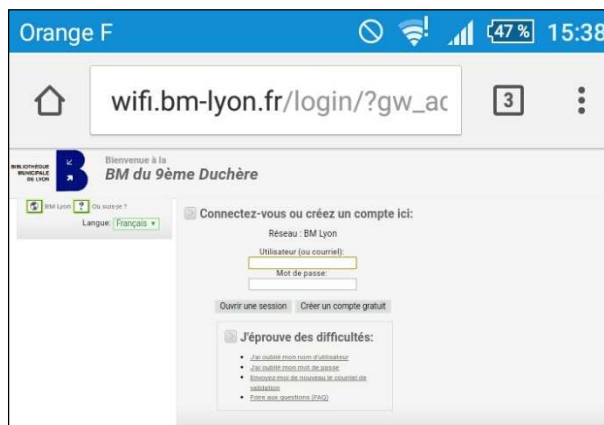 Orange F 47 % 15:38
wifi.bm-lyon.fr/login/?gw_ac 3
BIBLIOTHÈQUE
MUNICIPALE
DE LYON
Bienvenue à la
BM du 9ème Duchère
BM Lyon ? Où suis-je ?
Langue: Français
Connectez-vous ou créez un compte ici:
Réseau : BM Lyon
Utilisateur (ou courriel):
Mot de passe:
Ouvrir une session Créer un compte gratuit
J'éprouve des difficultés:
J'ai oublié mon nom d'utilisateur
J'ai oublié mon mot de passe
Envoyez-moi de nouveau le courriel de
validation
Foire aux questions (FAQ)